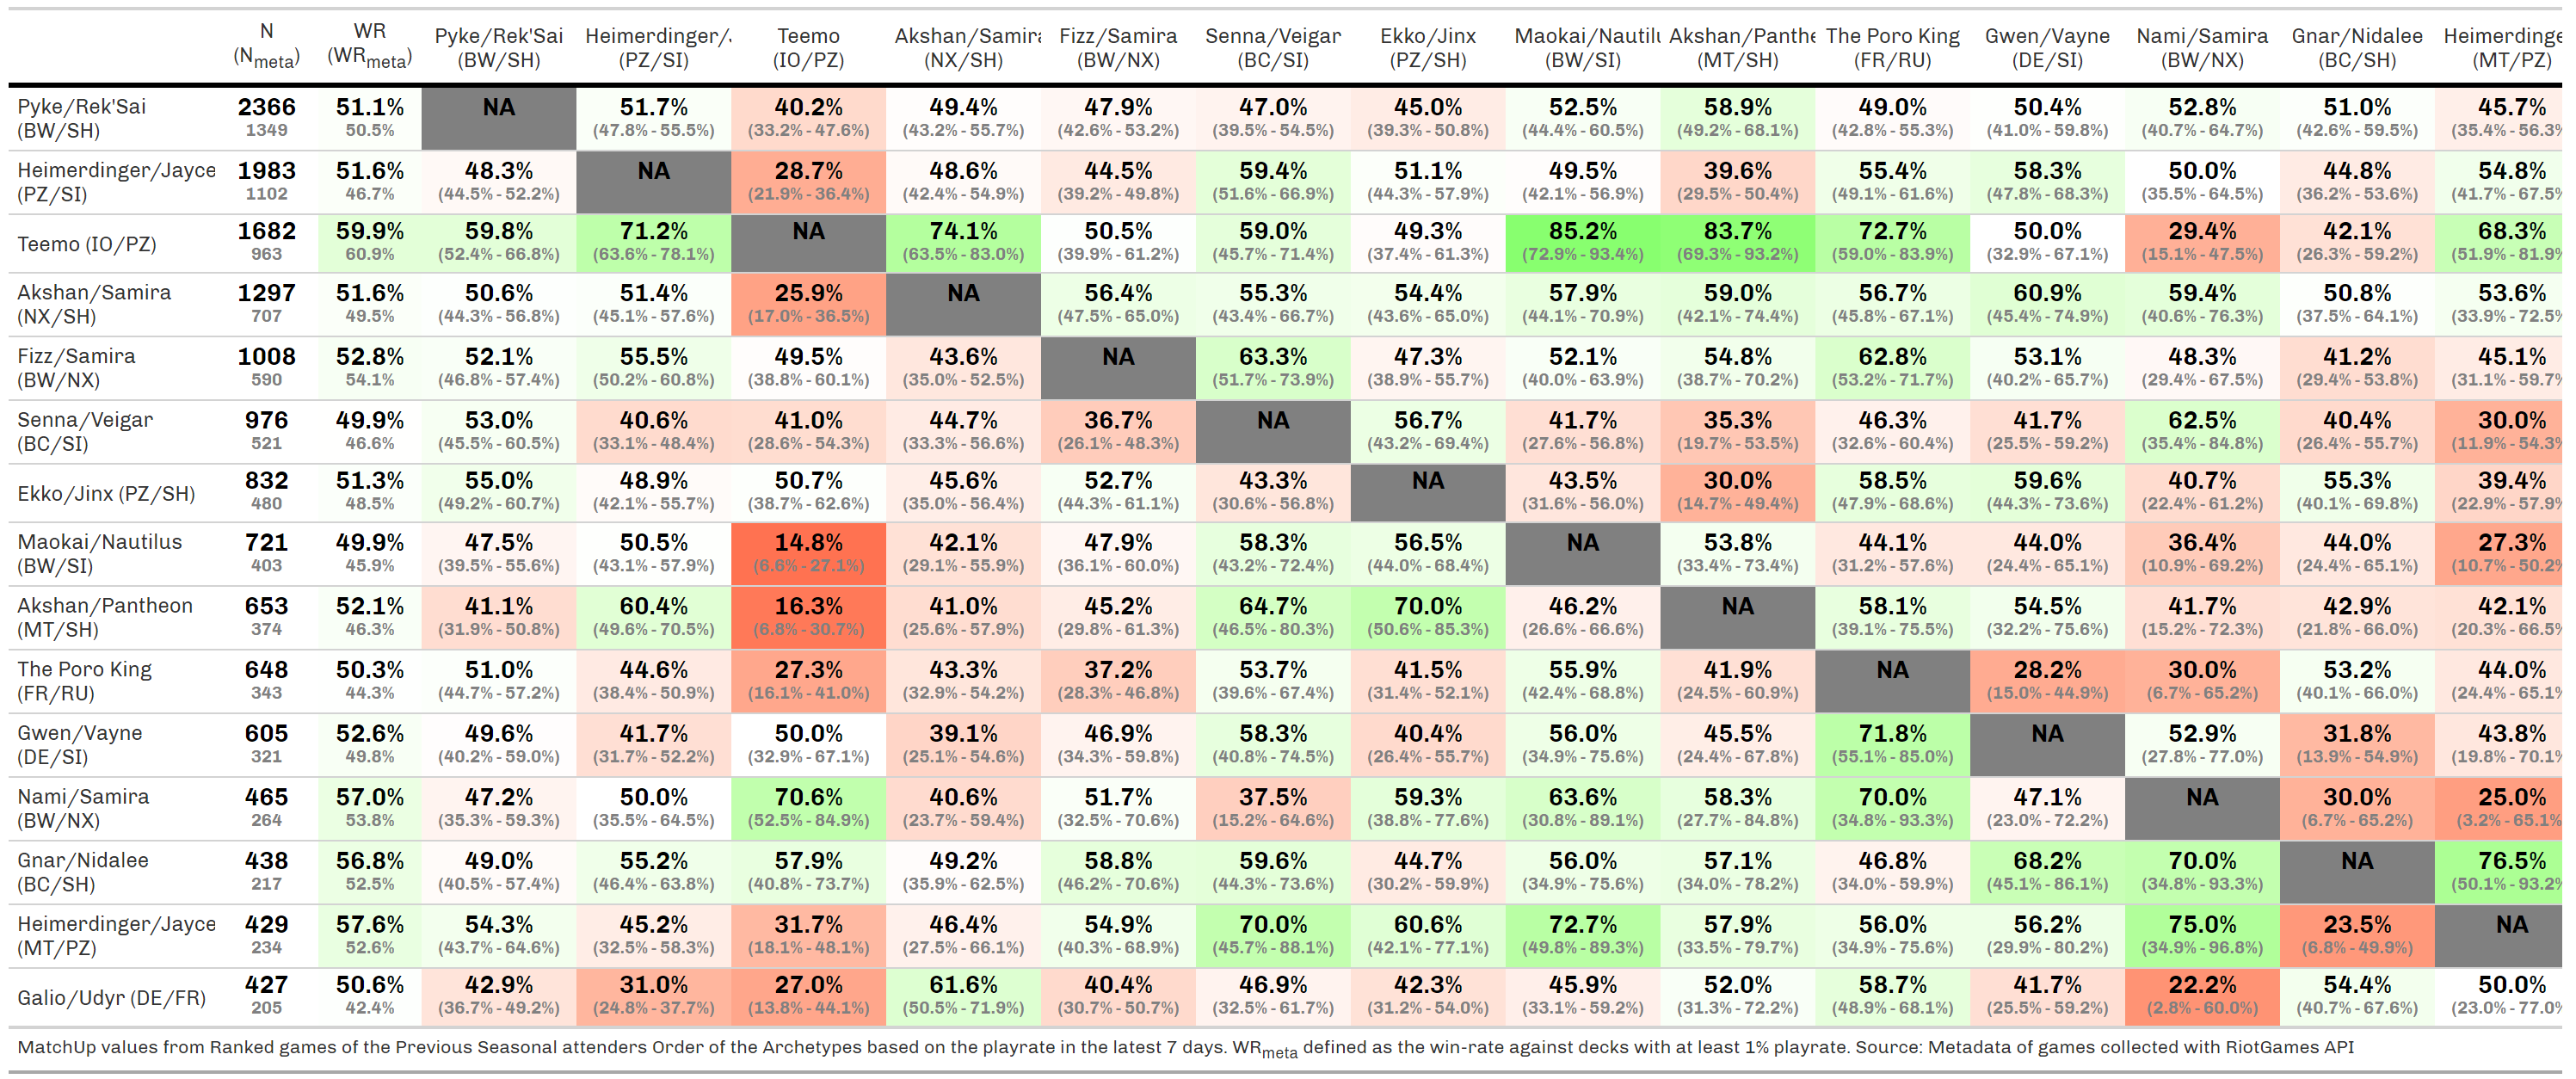 N WR Pyke/Rek'Sai Heimerdinger/J Teemo Akshan/Samira Fizz/Samira Senna/Veigar Ekko/Jinx Maokai/Nautilu Akshan/Panthe The Poro King Gwen/Vayne Nami/Samira Gnar/Nidalee Heimerdinge
(Nmeta) (WRmeta) (BW/SH) (PZ/SI) (IO/PZ) (NX/SH) (BW/NX) (BC/SI) (PZ/SH) (BW/SI) (MT/SH) (FR/RU) (DE/SI) (BW/NX) (BC/SH) (MT/PZ)
Pyke/Rek'Sai 2366 51.1% NA 51.7% 40.2% 49.4% 47.9% 47.0% 45.0% 52.5% 58.9% 49.0% 50.4% 52.8% 51.0% 45.7%
(BW/SH) 1349 50.5% (47.8% - 55.5%) (33.2% - 47.6%) (43.2% - 55.7%) (42.6% - 53.2%) (39.5% - 54.5%) (39.3% - 50.8%) (44.4% - 60.5%) (49.2% - 68.1%) (42.8% - 55.3%) (41.0% - 59.8%) (40.7% - 64.7%) (42.6% - 59.5%) (35.4% - 56.3%
Heimerdinger/Jayce 1983 51.6% 48.3% NA 28.7% 48.6% 44.5% 59.4% 51.1% 49.5% 39.6% 55.4% 58.3% 50.0% 44.8% 54.8%
(PZ/SI) 1102 46.7% (44.5% - 52.2%) (21.9% - 36.4%) (42.4% - 54.9%) (39.2% - 49.8%) (51.6% - 66.9%) (44.3% - 57.9%) (42.1% - 56.9%) (29.5% - 50.4%) (49.1% - 61.6%) (47.8% - 68.3%) (35.5% - 64.5%) (36.2% - 53.6%) (41.7% - 67.5%
Teemo (IO/PZ) 1682 59.9% 59.8% 71.2% NA 74.1% 50.5% 59.0% 49.3% 85.2% 83.7% 72.7% 50.0% 29.4% 42.1% 68.3%
963 60.9% (52.4% - 66.8%) (63.6% - 78.1%) (63.5% - 83.0%) (39.9% - 61.2%) (45.7% - 71.4%) (37.4% - 61.3%) (72.9% - 93.4%) (69.3% - 93.2%) (59.0% - 83.9%) (32.9% - 67.1%) (15.1% - 47.5%) (26.3% - 59.2%) (51.9% - 81.9%
Akshan/Samira 1297 51.6% 50.6% 51.4% 25.9% NA 56.4% 55.3% 54.4% 57.9% 59.0% 56.7% 60.9% 59.4% 50.8% 53.6%
(NX/SH) 707 49.5% (44.3% - 56.8%) (45.1% - 57.6%) (17.0% - 36.5%) (47.5% - 65.0%) (43.4% - 66.7%) (43.6% - 65.0%) (44.1% - 70.9%) (42.1% - 74.4%) (45.8% - 67.1%) (45.4% - 74.9%) (40.6% - 76.3%) (37.5% - 64.1%) (33.9% - 72.5%
Fizz/Samira 1008 52.8% 52.1% 55.5% 49.5% 43.6% NA 63.3% 47.3% 52.1% 54.8% 62.8% 53.1% 48.3% 41.2% 45.1%
(BW/NX) 590 54.1% (46.8% - 57.4%) (50.2% - 60.8%) (38.8% - 60.1%) (35.0% - 52.5%) (51.7% - 73.9%) (38.9% - 55.7%) (40.0% - 63.9%) (38.7% - 70.2%) (53.2% - 71.7%) (40.2% - 65.7%) (29.4% - 67.5%) (29.4% - 53.8%) (31.1% - 59.7%
Senna/Veigar 976 49.9% 53.0% 40.6% 41.0% 44.7% 36.7% NA 56.7% 41.7% 35.3% 46.3% 41.7% 62.5% 40.4% 30.0%
(BC/SI) 521 46.6% (45.5% - 60.5%) (33.1% - 48.4%) (28.6% - 54.3%) (33.3% - 56.6%) (26.1% - 48.3%) (43.2% - 69.4%) (27.6% - 56.8%) (19.7% - 53.5%) (32.6% - 60.4%) (25.5% - 59.2%) (35.4% - 84.8%) (26.4% - 55.7%) (11.9% - 54.3%
Ekko/Jinx (PZ/SH) 832 51.3% 55.0% 48.9% 50.7% 45.6% 52.7% 43.3% NA 43.5% 30.0% 58.5% 59.6% 40.7% 55.3% 39.4%
480 48.5% (49.2% - 60.7%) (42.1% - 55.7%) (38.7% - 62.6%) (35.0% - 56.4%) (44.3% - 61.1%) (30.6% - 56.8%) (31.6% - 56.0%) (14.7% - 49.4%) (47.9% - 68.6%) (44.3% - 73.6%) (22.4% - 61.2%) (40.1% - 69.8%) (22.9% - 57.9%
Maokai/Nautilus 721 49.9% 47.5% 50.5% 14.8% 42.1% 47.9% 58.3% 56.5% NA 53.8% 44.1% 44.0% 36.4% 44.0% 27.3%
(BW/SI) 403 45.9% (39.5% - 55.6%) (43.1% - 57.9%) (6.6% - 27.1%) (29.1% - 55.9%) (36.1% - 60.0%) (43.2% - 72.4%) (44.0% - 68.4%) (33.4% - 73.4%) (31.2% - 57.6%) (24.4% - 65.1%) (10.9% - 69.2%) (24.4% - 65.1%) (10.7% - 50.2%
Akshan/Pantheon 653 52.1% 41.1% 60.4% 16.3% 41.0% 45.2% 64.7% 70.0% 46.2% NA 58.1% 54.5% 41.7% 42.9% 42.1%
(MT/SH) 374 46.3% (31.9% - 50.8%) (49.6% - 70.5%) (6.8% - 30.7%) (25.6% - 57.9%) (29.8% - 61.3%) (46.5% - 80.3%) (50.6% - 85.3%) (26.6% - 66.6%) (39.1% - 75.5%) (32.2% - 75.6%) (15.2% - 72.3%) (21.8% - 66.0%) (20.3% - 66.5%
The Poro King 648 50.3% 51.0% 44.6% 27.3% 43.3% 37.2% 53.7% 41.5% 55.9% 41.9% NA 28.2% 30.0% 53.2% 44.0%
(FR/RU) 343 44.3% (44.7% - 57.2%) (38.4% - 50.9%) (16.1% - 41.0%) (32.9% - 54.2%) (28.3% - 46.8%) (39.6% - 67.4%) (31.4% - 52.1%) (42.4% - 68.8%) (24.5% - 60.9%) (15.0% - 44.9%) (6.7% - 65.2%) (40.1% - 66.0%) (24.4% - 65.1%
Gwen/Vayne 605 52.6% 49.6% 41.7% 50.0% 39.1% 46.9% 58.3% 40.4% 56.0% 45.5% 71.8% NA 52.9% 31.8% 43.8%
(DE/SI) 321 49.8% (40.2% - 59.0%) (31.7% - 52.2%) (32.9% - 67.1%) (25.1% - 54.6%) (34.3% - 59.8%) (40.8% - 74.5%) (26.4% - 55.7%) (34.9% - 75.6%) (24.4% - 67.8%) (55.1% - 85.0%) (27.8% - 77.0%) (13.9% - 54.9%) (19.8% - 70.1%
Nami/Samira 465 57.0% 47.2% 50.0% 70.6% 40.6% 51.7% 37.5% 59.3% 63.6% 58.3% 70.0% 47.1% NA 30.0% 25.0%
(BW/NX) 264 53.8% (35.3% - 59.3%) (35.5% - 64.5%) (52.5% - 84.9%) (23.7% - 59.4%) (32.5% - 70.6%) (15.2% - 64.6%) (38.8% - 77.6%) (30.8% - 89.1%) (27.7% - 84.8%) (34.8% - 93.3%) (23.0% - 72.2%) (6.7% - 65.2%) (3.2% - 65.1%
Gnar/Nidalee 438 56.8% 49.0% 55.2% 57.9% 49.2% 58.8% 59.6% 44.7% 56.0% 57.1% 46.8% 68.2% 70.0% NA 76.5%
(BC/SH) 217 52.5% (40.5% - 57.4%) (46.4% - 63.8%) (40.8% - 73.7%) (35.9% - 62.5%) (46.2% - 70.6%) (44.3% - 73.6%) (30.2% - 59.9%) (34.9% - 75.6%) (34.0% - 78.2%) (34.0% - 59.9%) (45.1% - 86.1%) (34.8% - 93.3%) (50.1% - 93.2%
Heimerdinger/Jayce 429 57.6% 54.3% 45.2% 31.7% 46.4% 54.9% 70.0% 60.6% 72.7% 57.9% 56.0% 56.2% 75.0% 23.5% NA
(MT/PZ) 234 52.6% (43.7% - 64.6%) (32.5% - 58.3%) (18.1% - 48.1%) (27.5% - 66.1%) (40.3% - 68.9%) (45.7% - 88.1%) (42.1% - 77.1%) (49.8% - 89.3%) (33.5% - 79.7%) (34.9% - 75.6%) (29.9% - 80.2%) (34.9% - 96.8%) (6.8% - 49.9%)
Galio/Udyr (DE/FR) 427 50.6% 42.9% 31.0% 27.0% 61.6% 40.4% 46.9% 42.3% 45.9% 52.0% 58.7% 41.7% 22.2% 54.4% 50.0%
205 42.4% (36.7% - 49.2%) (24.8% - 37.7%) (13.8% - 44.1%) (50.5% - 71.9%) (30.7% - 50.7%) (32.5% - 61.7%) (31.2% - 54.0%) (33.1% - 59.2%) (31.3% - 72.2%) (48.9% - 68.1%) (25.5% - 59.2%) (2.8% - 60.0%) (40.7% - 67.6%) (23.0% - 77.0%
MatchUp values from Ranked games of the Previous Seasonal attenders Order of the Archetypes based on the playrate in the latest 7 days. WRmeta defined as the win-rate against decks with at least 1% playrate. Source: Metadata of games collected with RiotGames API